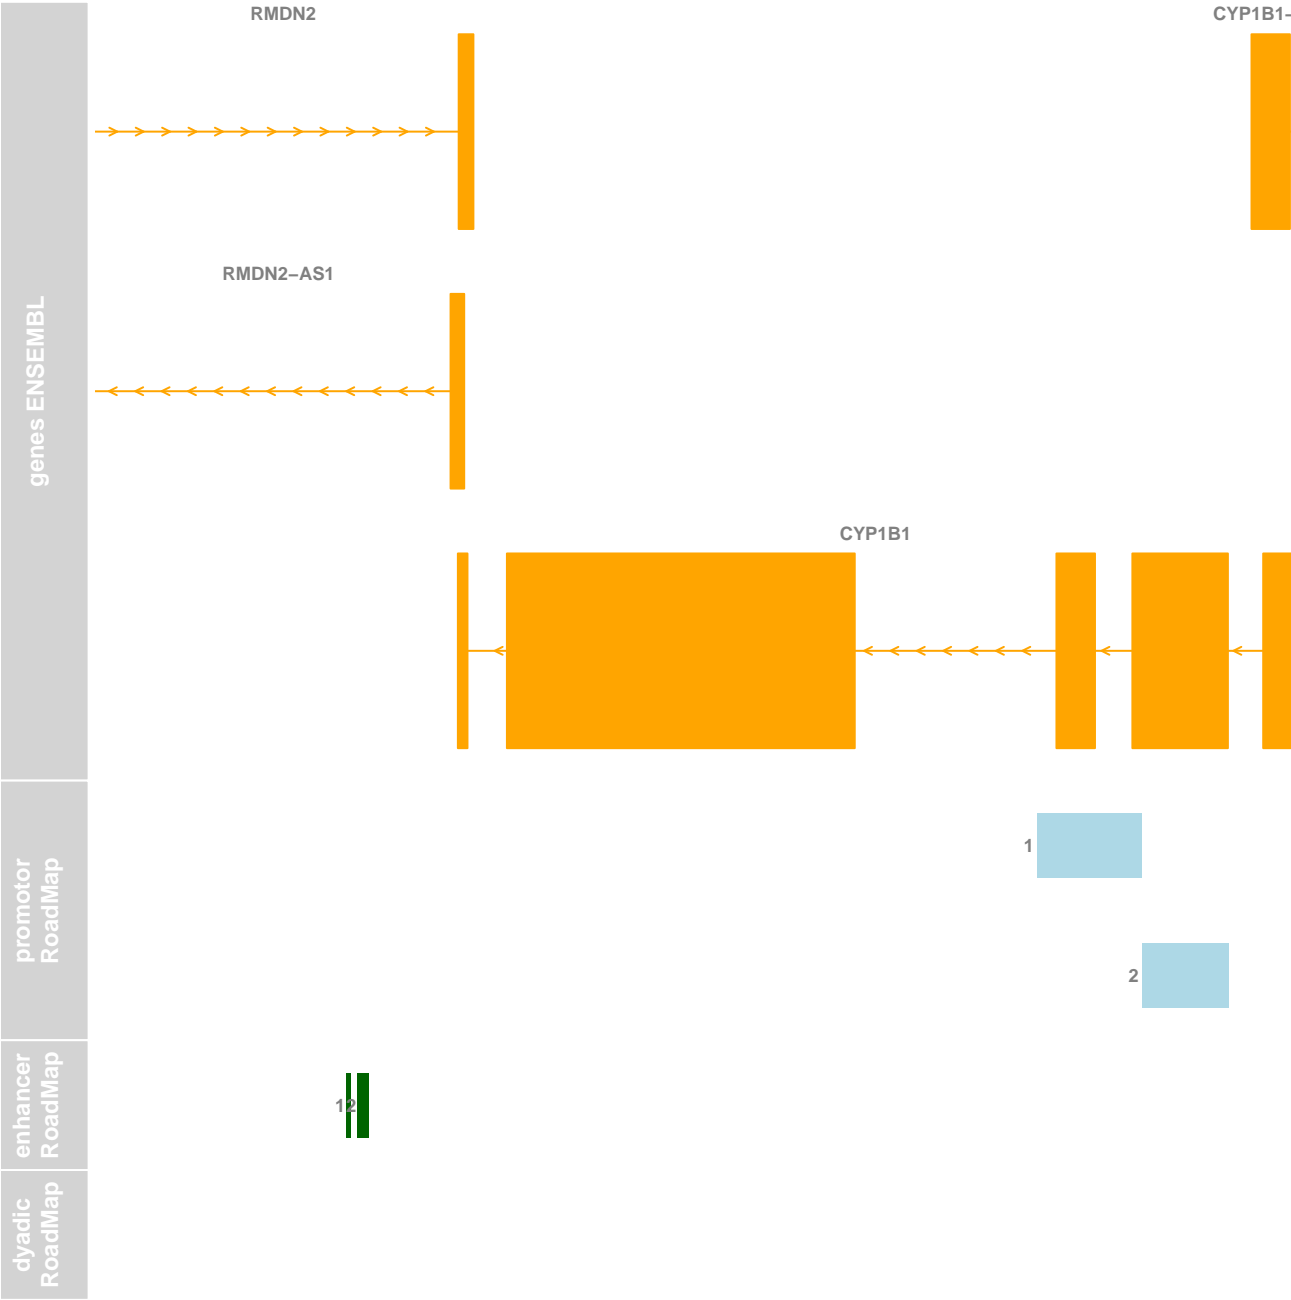 RMDN2
CYP1B1-
RMDN2−AS1
CYP1B1
genes ENSEMBL
promotor
RoadMap
1
2
enhancer
RoadMap
12
dyadic
RoadMap